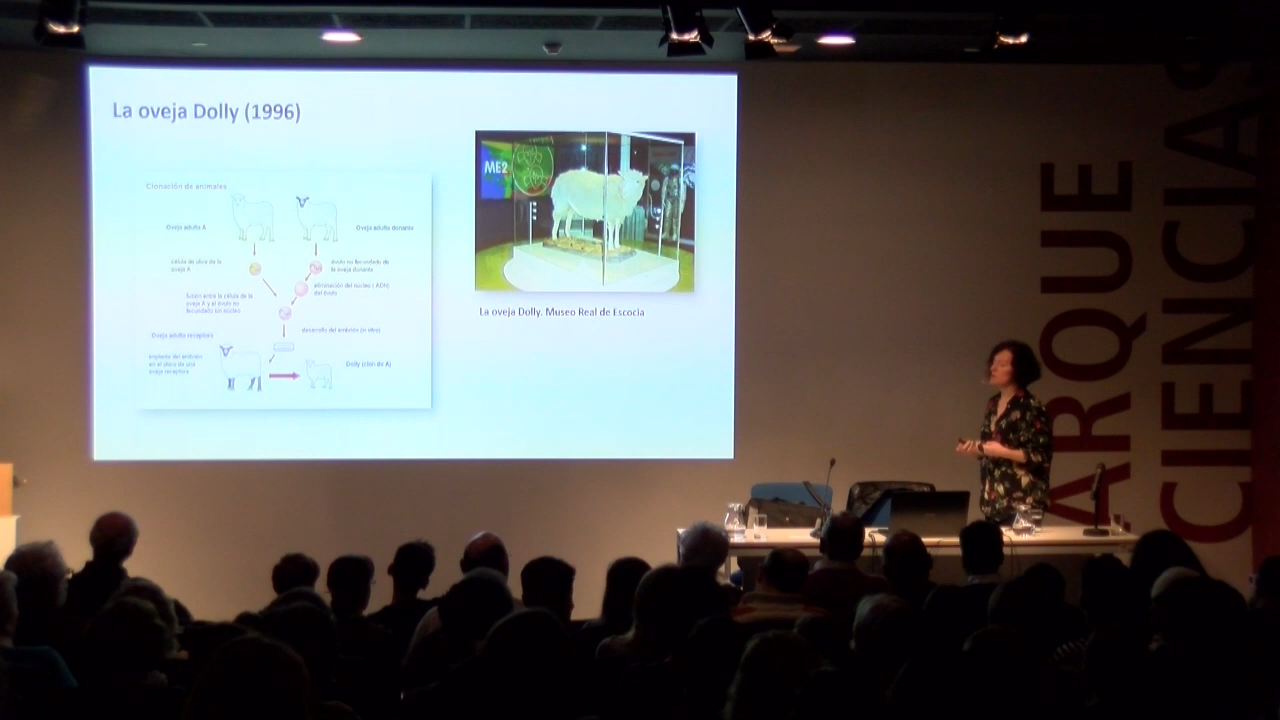 La oveja Dolly (1996)
Clonación de animales
Oveja adulta A
Oveja adulta donante
célula de ubre de la
oveja A
óvulo no fecundado de
la oveja donante
eliminación del núcleo ( ADN)
del óvulo
fusión entre la célula de la
oveja A y el óvulo no
fecundado sin núcleo
desarrollo del embrión (in vitro)
Oveja adulta receptora
implante del embrión
en el útero de una
oveja receptora
Dolly (clon de A)
ME2
La oveja Dolly. Museo Real de Escocia
ARQUE
CIENCIA